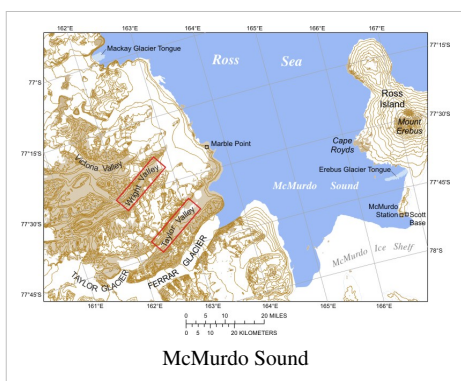 162°E
163°E
164°E
165°E
166°E
167°E
77°15'S
Mackay Glacier Tongue
Ross Sea
77°S
Ross
Island
77°30'S
Mount
Erebus
Cape
Royds
Marble Point
77°15'S
Victoria Valley
Wright Valley
Erebus Glacier Tongue
McMurdo Sound
77°45'S
McMurdo
Station
Scott
Base
Taylor Valley
77°30'S
McMurdo Ice Shelf
78°S
TAYLOR GLACIER
FERRAR GLACIER
77°45'S
161°E
162°E
163°E
164°E
165°E
166°E
0 5 10 20 MILES
0 5 10 20 KILOMETERS
McMurdo Sound